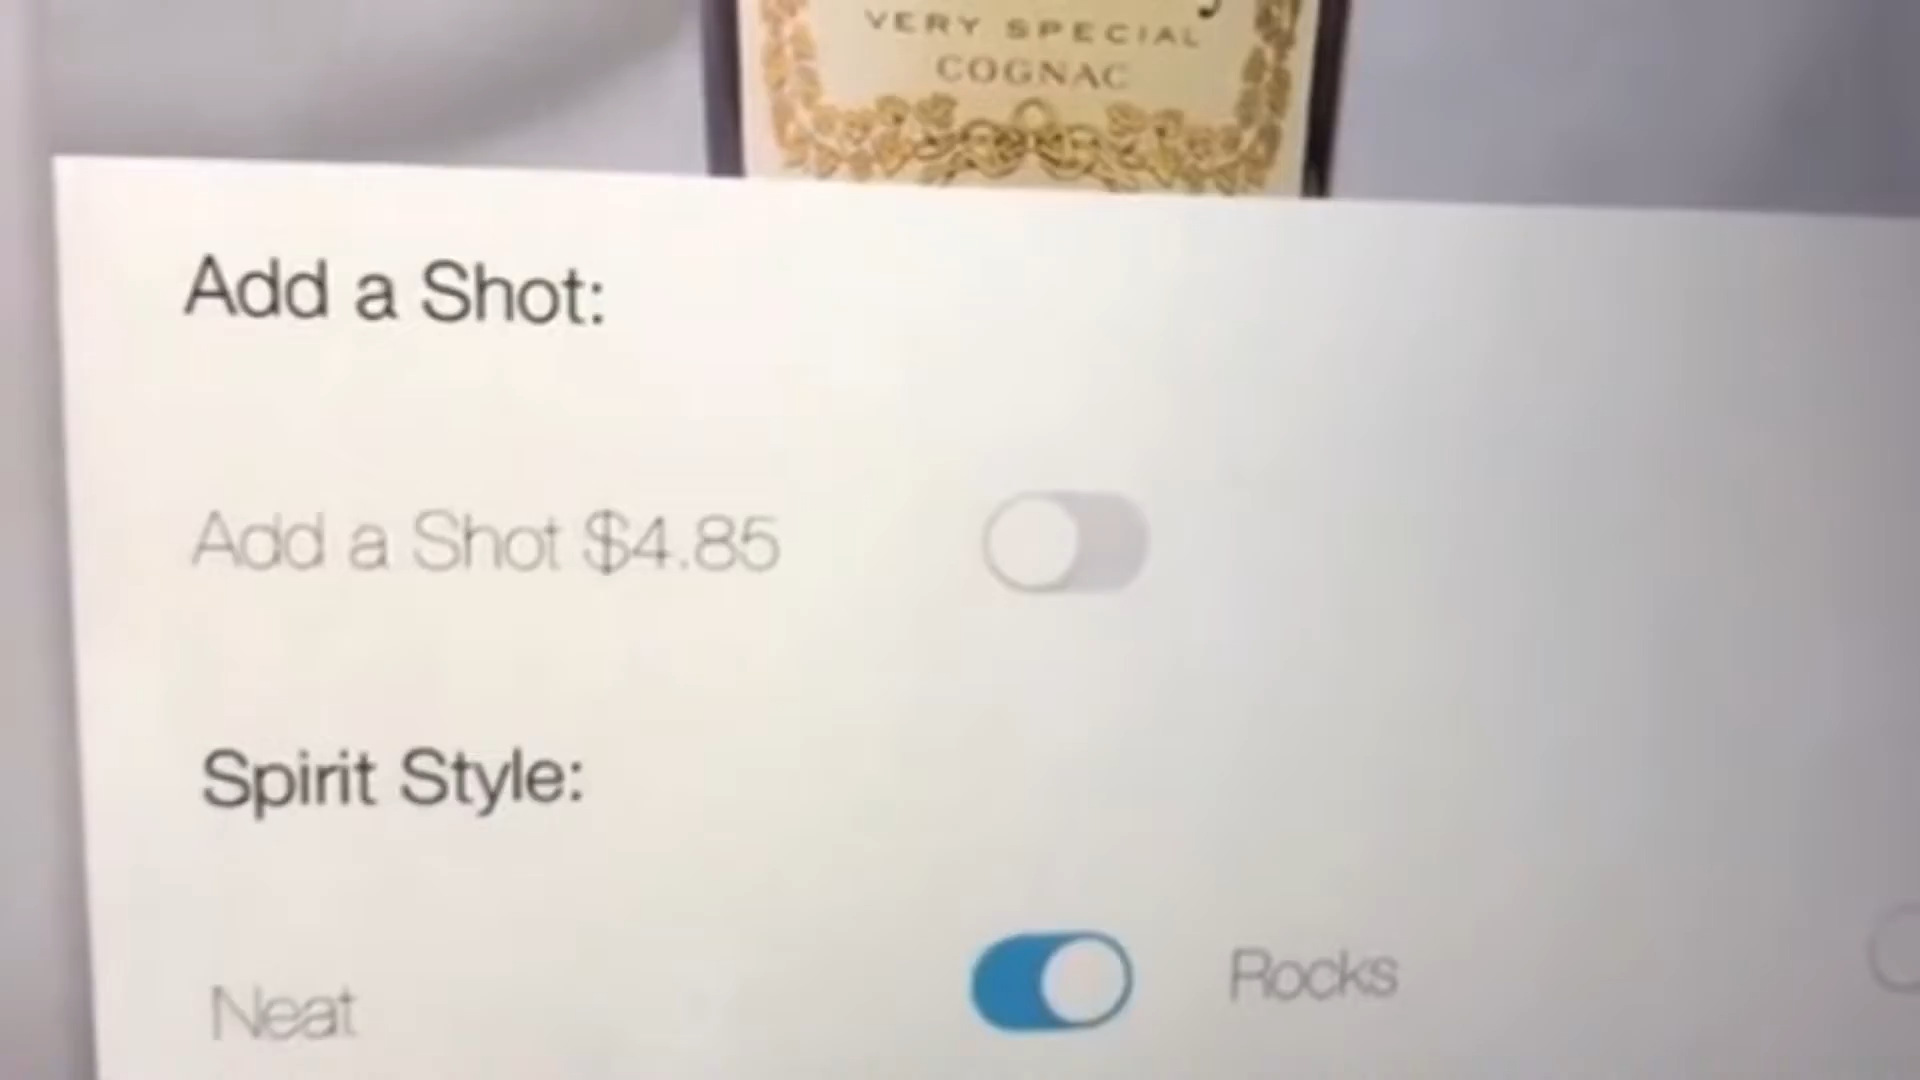 VERY SPECIAL
COGNAC
Add a Shot:
Add a Shot $4.85
Spirit Style:
Neat
Rocks